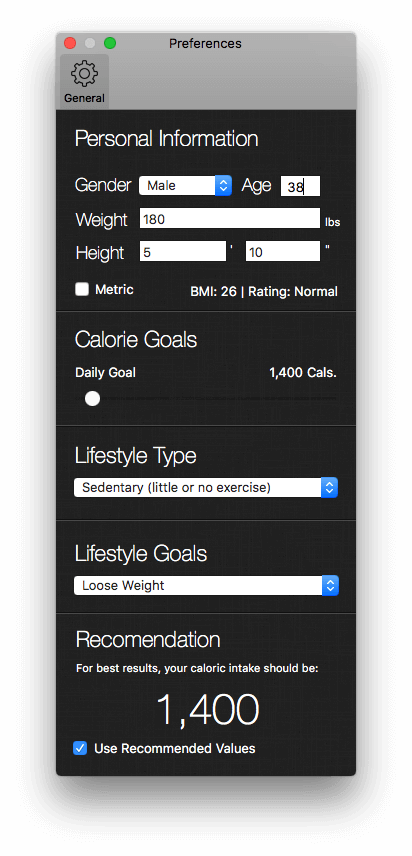 Preferences
General
Personal Information
Gender Male Age 38
Weight 180 lbs
Height 5 ' 10 "
Metric BMI: 26 | Rating: Normal
Calorie Goals
Daily Goal 1,400 Cals.
Lifestyle Type
Sedentary (little or no exercise)
Lifestyle Goals
Loose Weight
Recomendation
For best results, your caloric intake should be:
1,400
Use Recommended Values